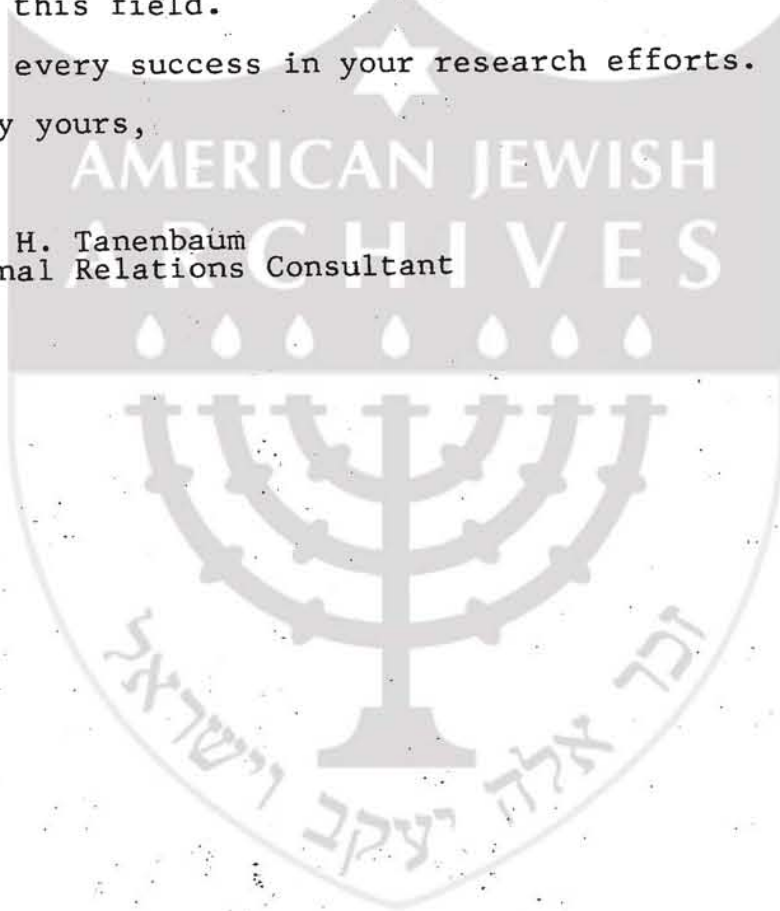 this field.
every success in your research efforts.
y yours,
AMERICAN JEWISH
H. Tanenbaum
nal Relations Consultant
ARCHIVES
זכר אלה יעקב וישראל